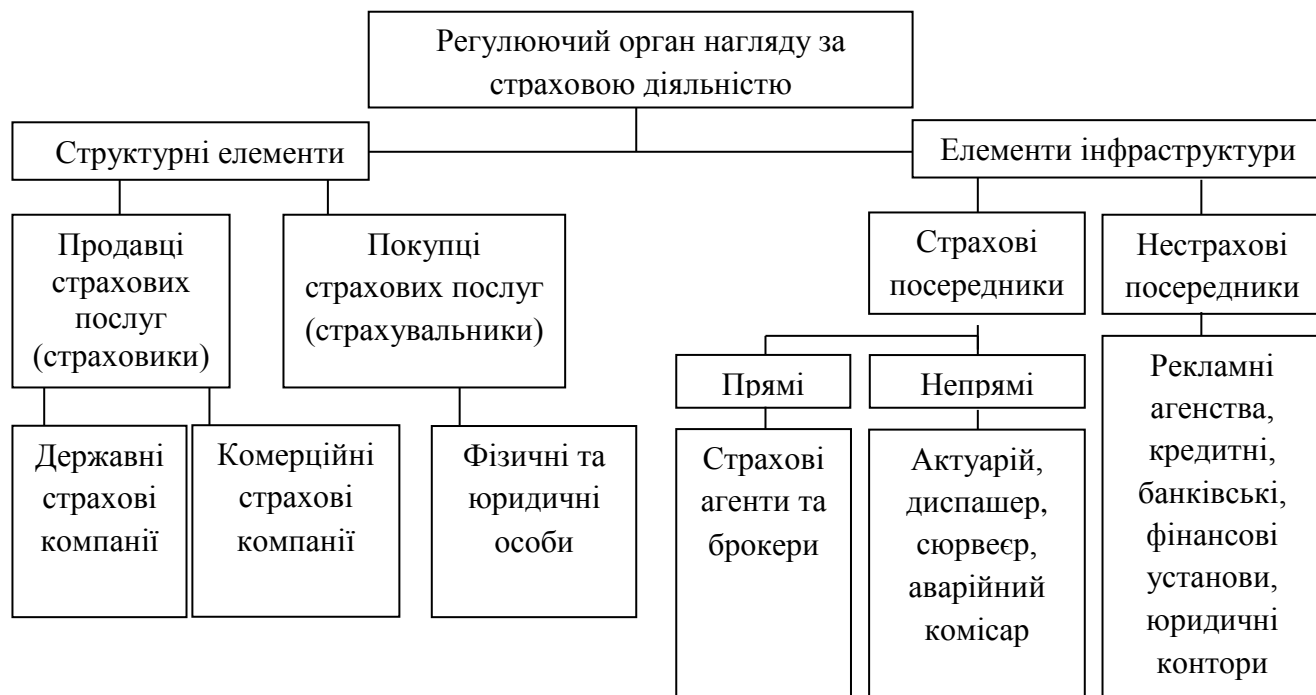 Регулюючий орган нагляду за
страховою діяльністю
Структурні елементи
Елементи інфраструктури
Продавці
страхових
послуг
(страховики)
Покупці
страхових послуг
(страхувальники)
Страхові
посередники
Нестрахові
посередники
Прямі
Непрямі
Державні
страхові
компанії
Комерційні
страхові
компанії
Фізичні та
юридичні
особи
Страхові
агенти та
брокери
Актуарій,
диспашер,
сюрвеєр,
аварійний
комісар
Рекламні
агенства,
кредитні,
банківські,
фінансові
установи,
юридичні
контори